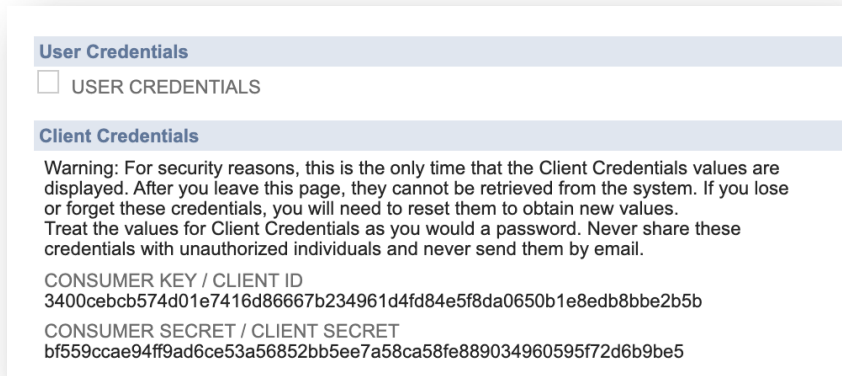 User Credentials
USER CREDENTIALS
Client Credentials
Warning: For security reasons, this is the only time that the Client Credentials values are
displayed. After you leave this page, they cannot be retrieved from the system. If you lose
or forget these credentials, you will need to reset them to obtain new values.
Treat the values for Client Credentials as you would a password. Never share these
credentials with unauthorized individuals and never send them by email.
CONSUMER KEY / CLIENT ID
3400cebcb574d01e7416d86667b234961d4fd84e5f8da0650b1e8edb8bbe2b5b
CONSUMER SECRET / CLIENT SECRET
bf559ccae94ff9ad6ce53a56852bb5ee7a58ca58fe889034960595f72d6b9be5